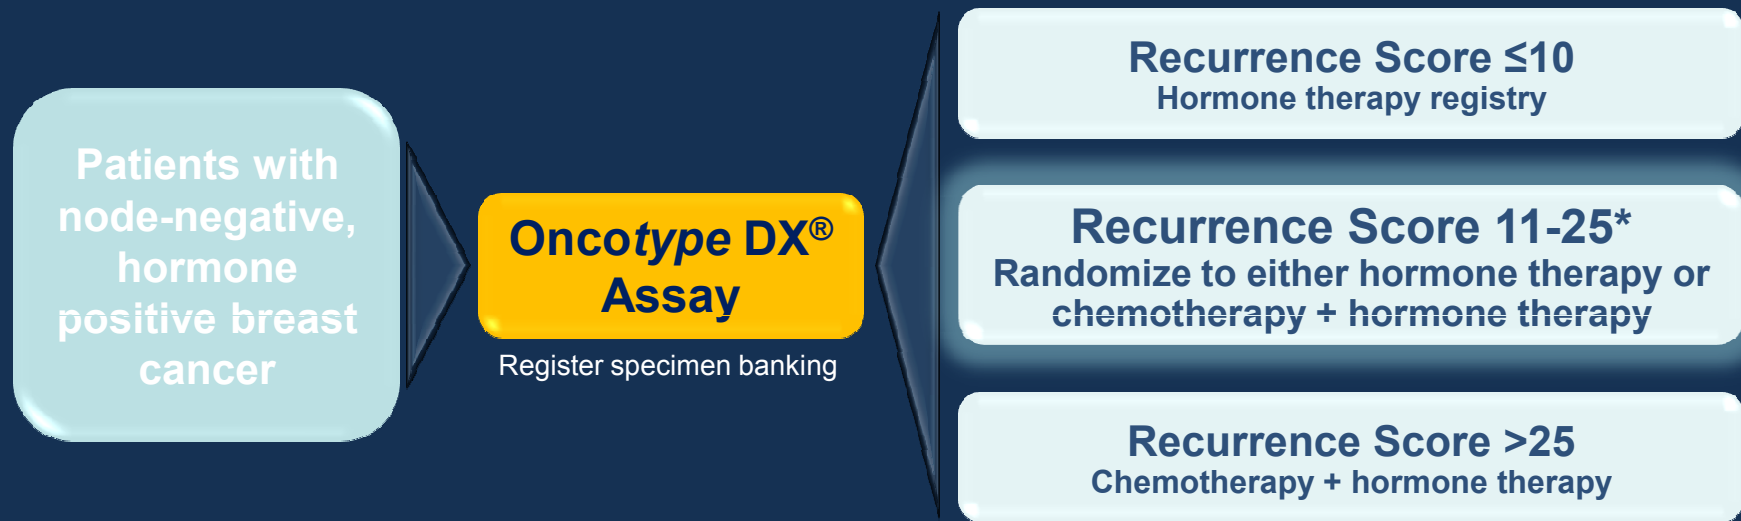 Patients with
node-negative,
hormone
positive breast
cancer
Oncotype DX®
Assay
Register specimen banking
Recurrence Score ≤10
Hormone therapy registry
Recurrence Score 11-25*
Randomize to either hormone therapy or
chemotherapy + hormone therapy
Recurrence Score >25
Chemotherapy + hormone therapy